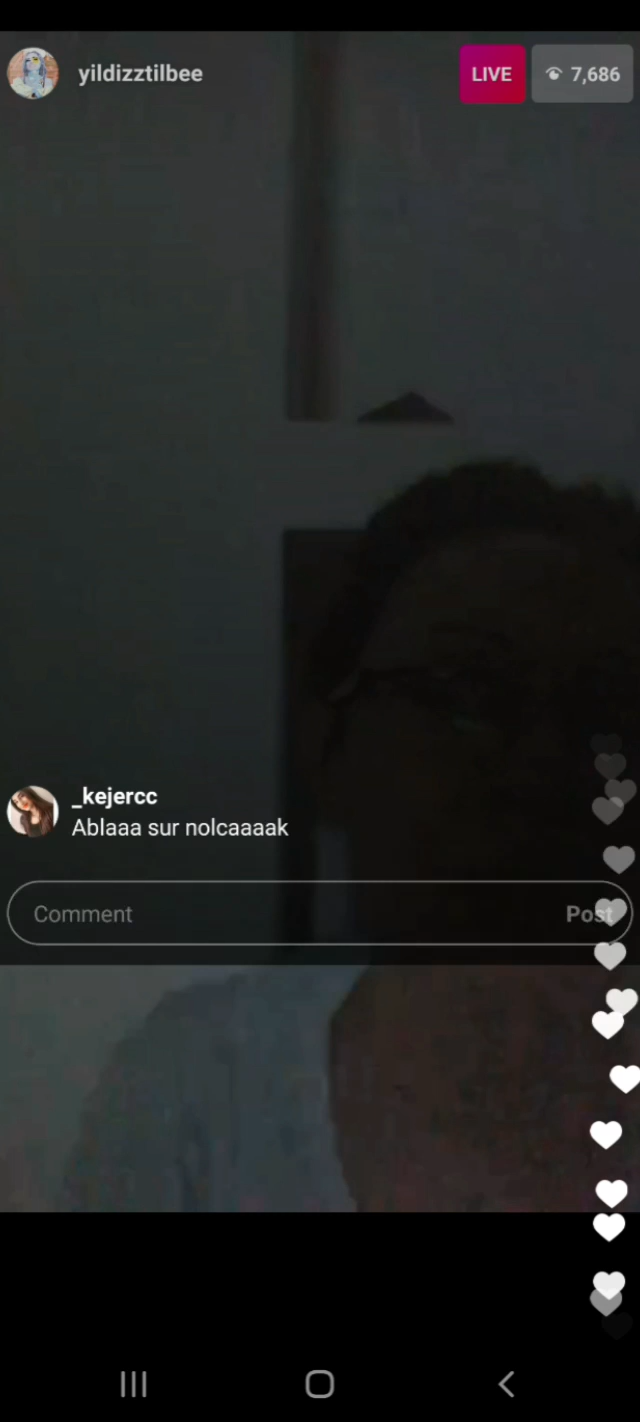 yildizztilbee
LIVE
7,686
_kejercc
Ablaaa sur nolcaaaak
Comment
Post